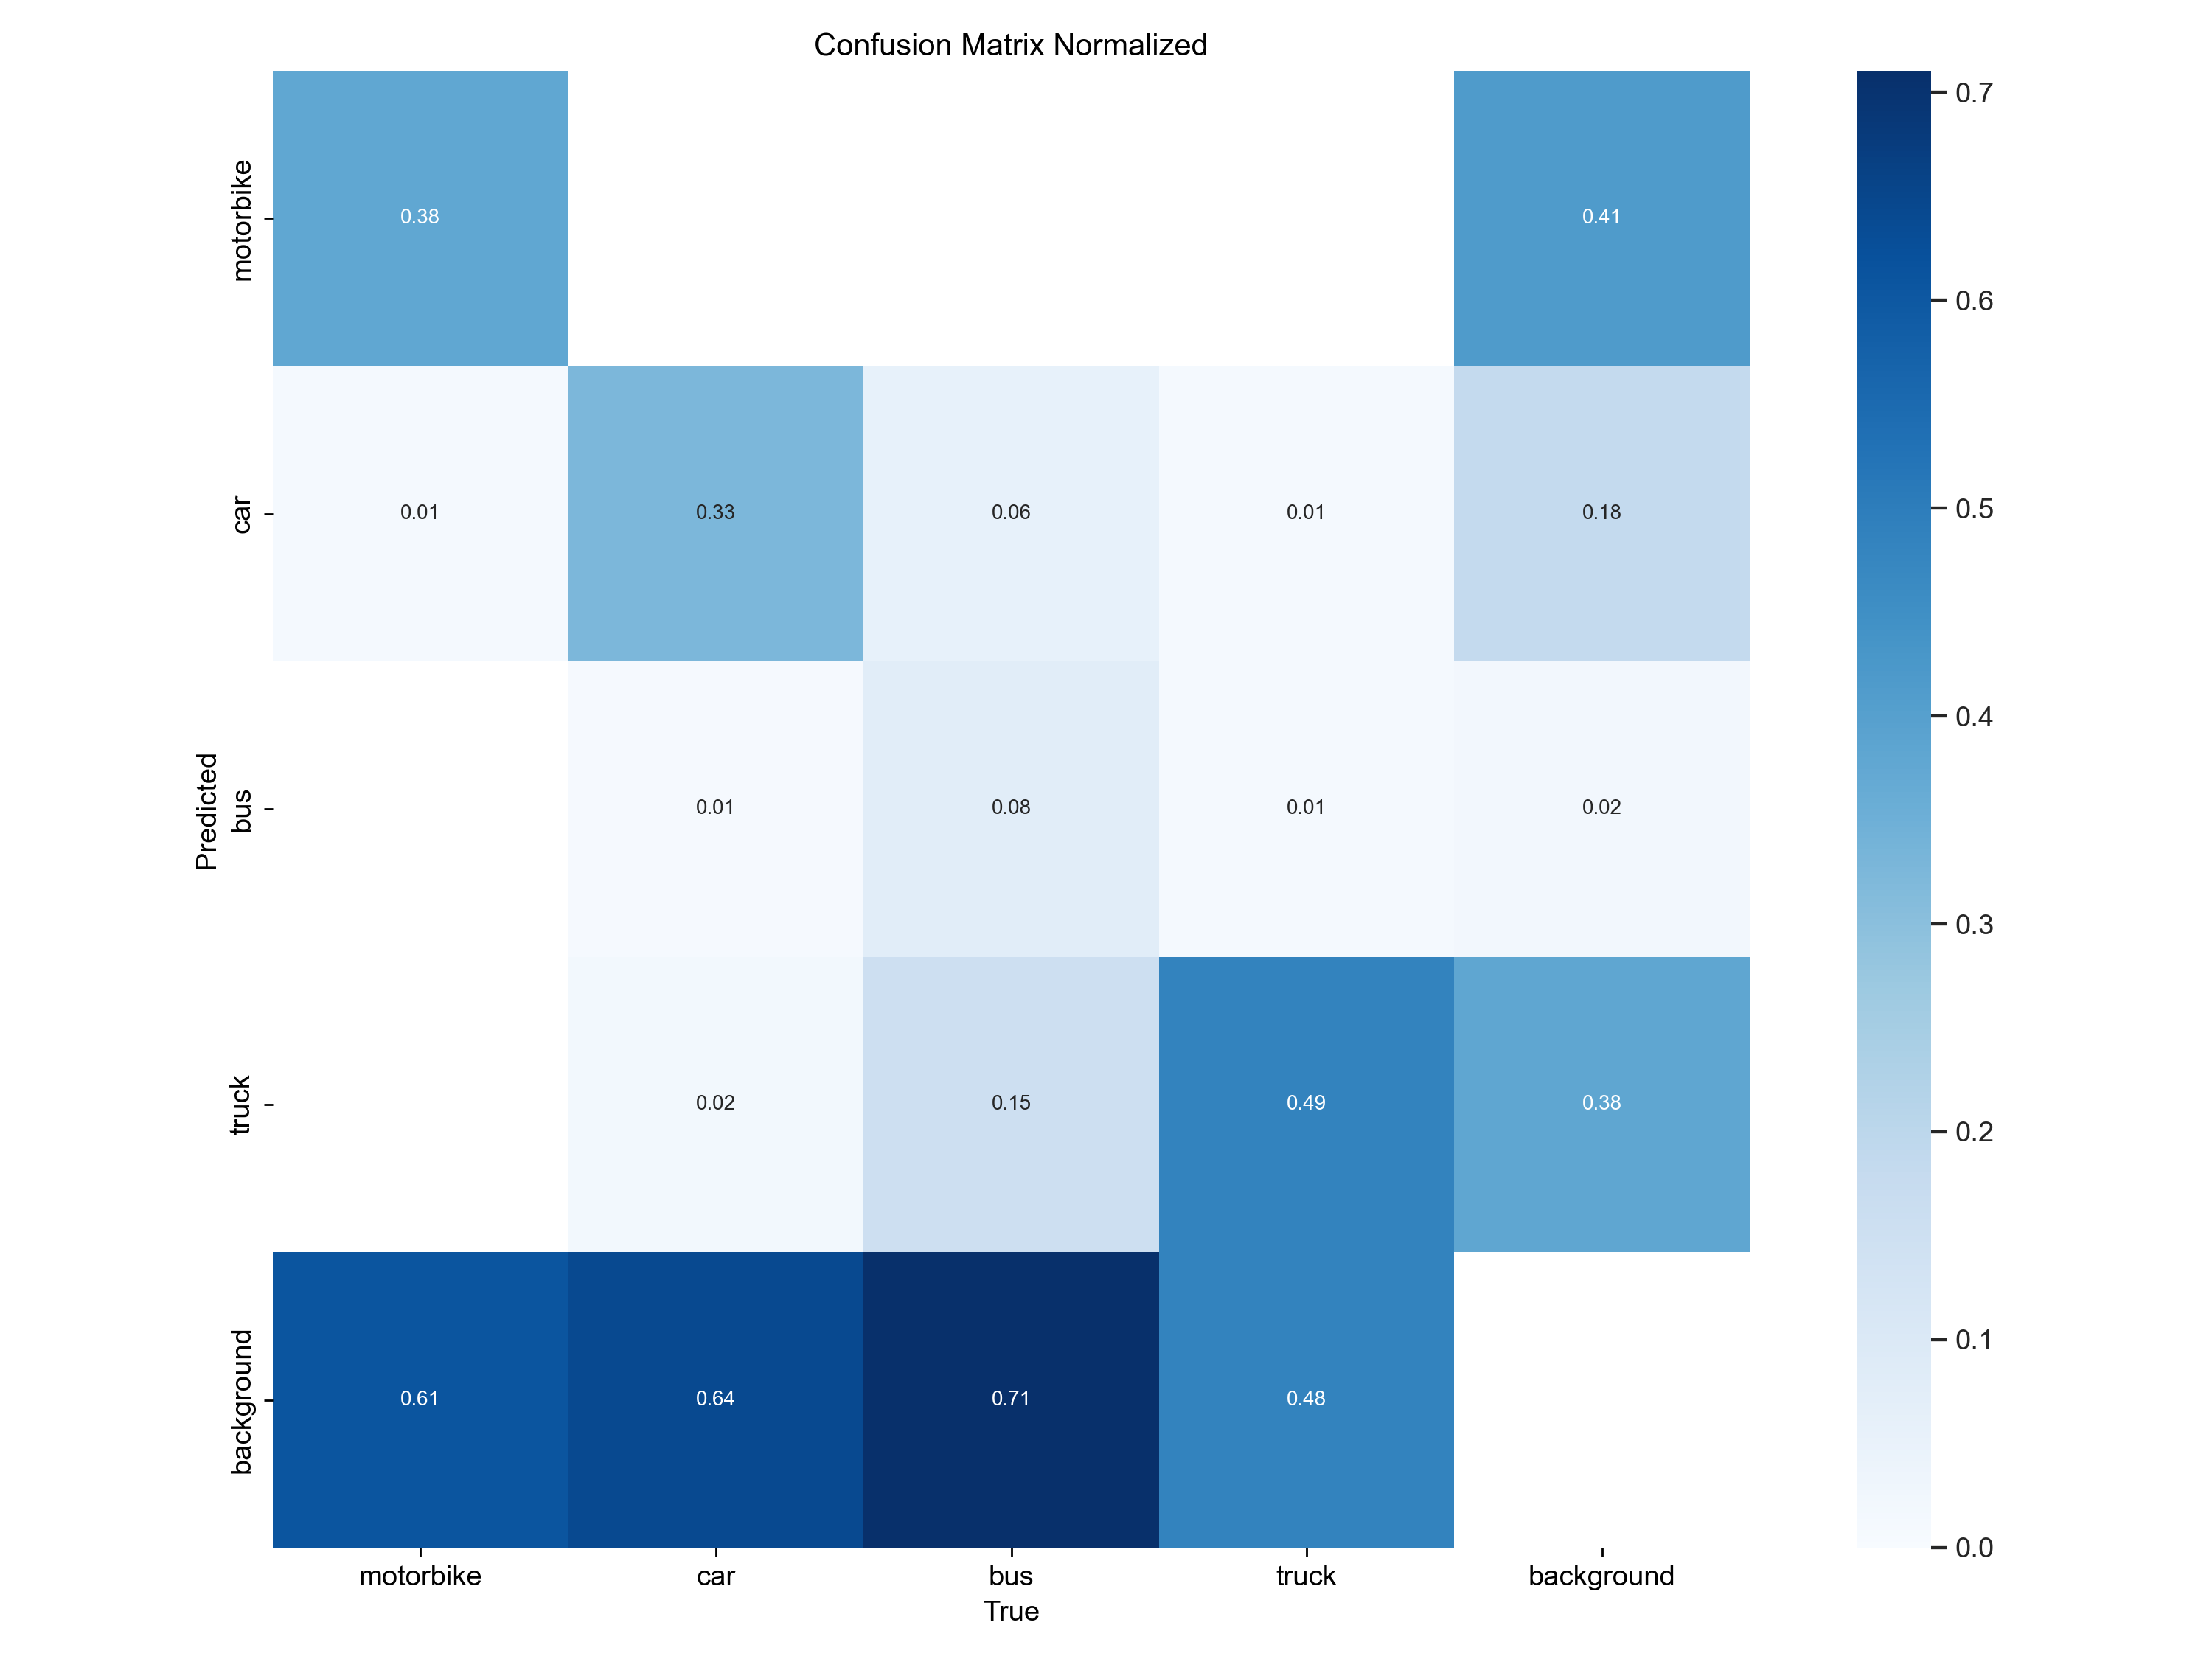 Confusion Matrix Normalized
motorbike
0.38
0.41
car
0.01
0.33
0.06
0.01
0.18
Predicted
bus
0.01
0.08
0.01
0.02
truck
0.02
0.15
0.49
0.38
background
0.61
0.64
0.71
0.48
motorbike
car
bus
truck
background
True
0.7
0.6
0.5
0.4
0.3
0.2
0.1
0.0